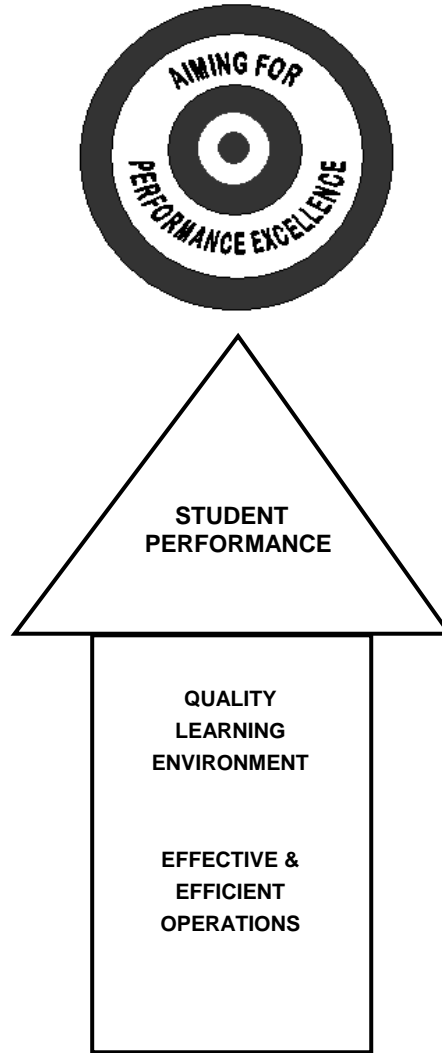 AIMING FOR
PERFORMANCE EXCELLENCE
STUDENT
PERFORMANCE
QUALITY
LEARNING
ENVIRONMENT
EFFECTIVE &
EFFICIENT
OPERATIONS